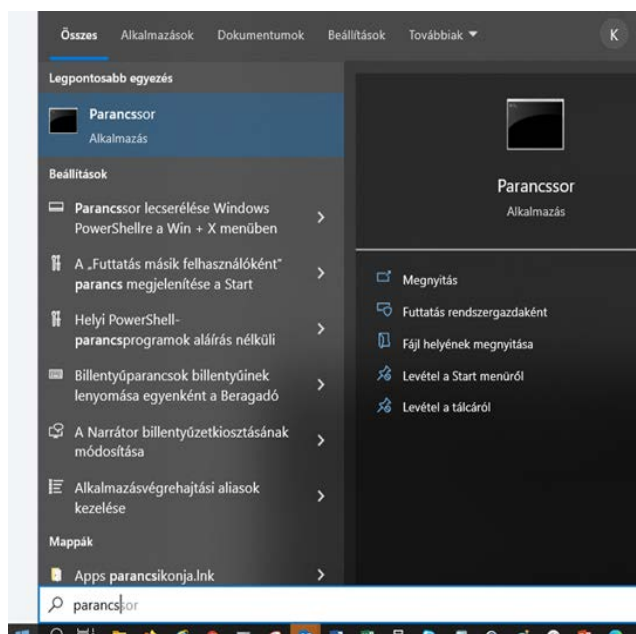 Összes Alkalmazások Dokumentumok Beállítások Továbbiak K
Legpontosabb egyezés
Parancssor
Alkalmazás
Beállítások
Parancssor lecserélése Windows
PowerShellre a Win + X menüben
A „Futtatás másik felhasználóként"
parancs megjelenítése a Start
Helyi PowerShell-
parancsprogramok aláírás nélküli
Billentyűparancsok billentyűinek
lenyomása egyenként a Beragadó
A Narrátor billentyűzetkiosztásának
módosítása
Alkalmazásvégrehajtási aliasok
kezelése
Mappák
Apps parancsikonja.lnk
Parancssor
Alkalmazás
Megnyitás
Futtatás rendszergazdaként
Fájl helyének megnyitása
Levétel a Start menüről
Levétel a tálcáról
parancssor